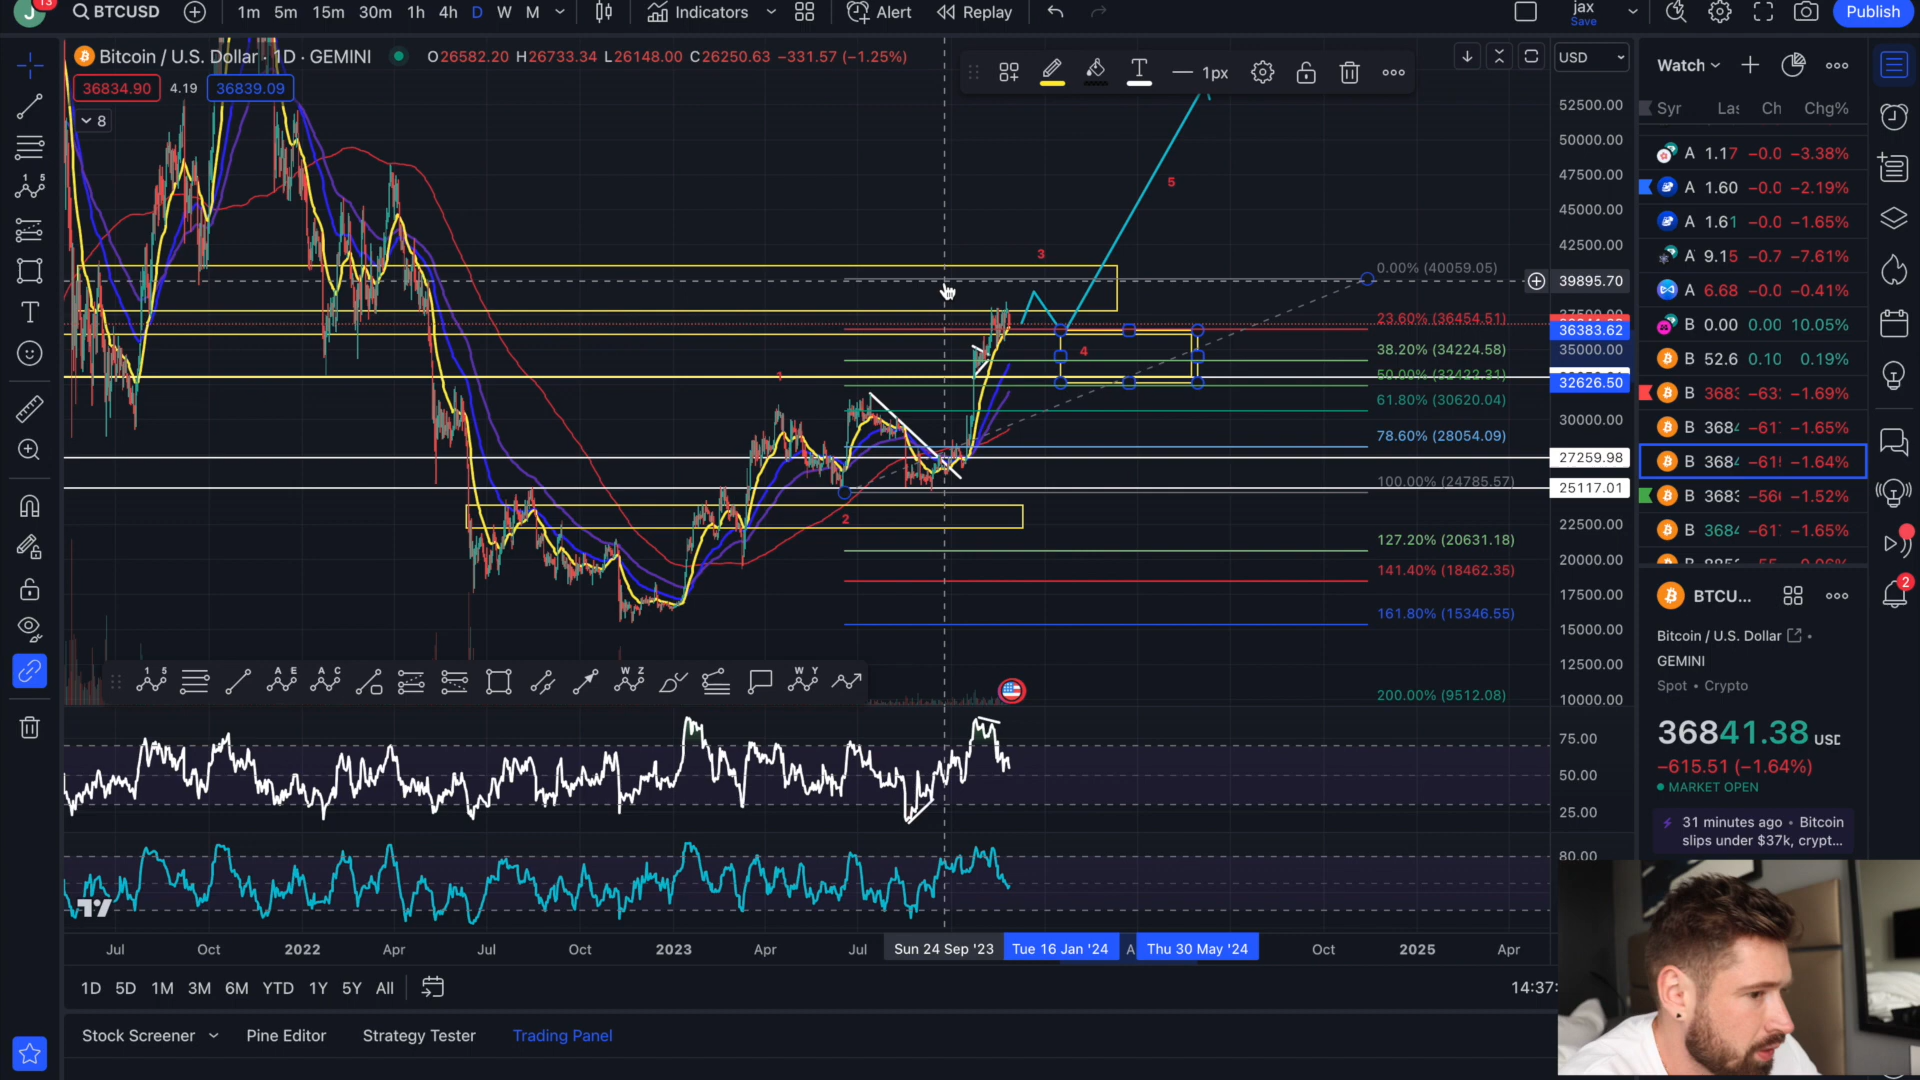 J 13 BTCUSD 1m 5m 15m 30m 1h 4h D W M Indicators Alert Replay jax Save Publish
Bitcoin / U.S. Dollar · 1D · GEMINI O26582.20 H26733.34 L26148.00 C26250.63 −331.57 (−1.25%)
36834.90 4.19 36839.09
8
T 1px
USD
52500.00
50000.00
47500.00
45000.00
42500.00
39895.70
36383.62
35000.00
32626.50
30000.00
27259.98
25117.01
22500.00
20000.00
17500.00
15000.00
12500.00
10000.00
75.00
50.00
25.00
80.00
1
2
3
4
5
0.00% (40059.05)
23.60% (36454.51)
38.20% (34224.58)
50.00% (32422.31)
61.80% (30620.04)
78.60% (28054.09)
100.00% (24785.57)
127.20% (20631.18)
141.40% (18462.35)
161.80% (15346.55)
200.00% (9512.08)
1 5 A E A C W Z W Y
Jul Oct 2022 Apr Jul Oct 2023 Apr Jul Sun 24 Sep '23 Tue 16 Jan '24 A Thu 30 May '24 Oct 2025 Apr
1D 5D 1M 3M 6M YTD 1Y 5Y All 14:37:
Stock Screener Pine Editor Strategy Tester Trading Panel
Watch
Syr Las Ch Chg%
A 1.17 −0.0 −3.38%
A 1.60 −0.0 −2.19%
A 1.61 −0.0 −1.65%
A 9.15 −0.7 −7.61%
A 6.68 −0.0 −0.41%
B 0.00 0.00 10.05%
B 52.6 0.10 0.19%
B 3683 −63 −1.69%
B 3684 −61 −1.65%
B 3684 −61 −1.64%
B 3683 −56 −1.52%
B 3684 −61 −1.65%
BTCU...
Bitcoin / U.S. Dollar
GEMINI
Spot • Crypto
36841.38 USD
−615.51 (−1.64%)
MARKET OPEN
31 minutes ago • Bitcoin
slips under $37k, crypt...
2